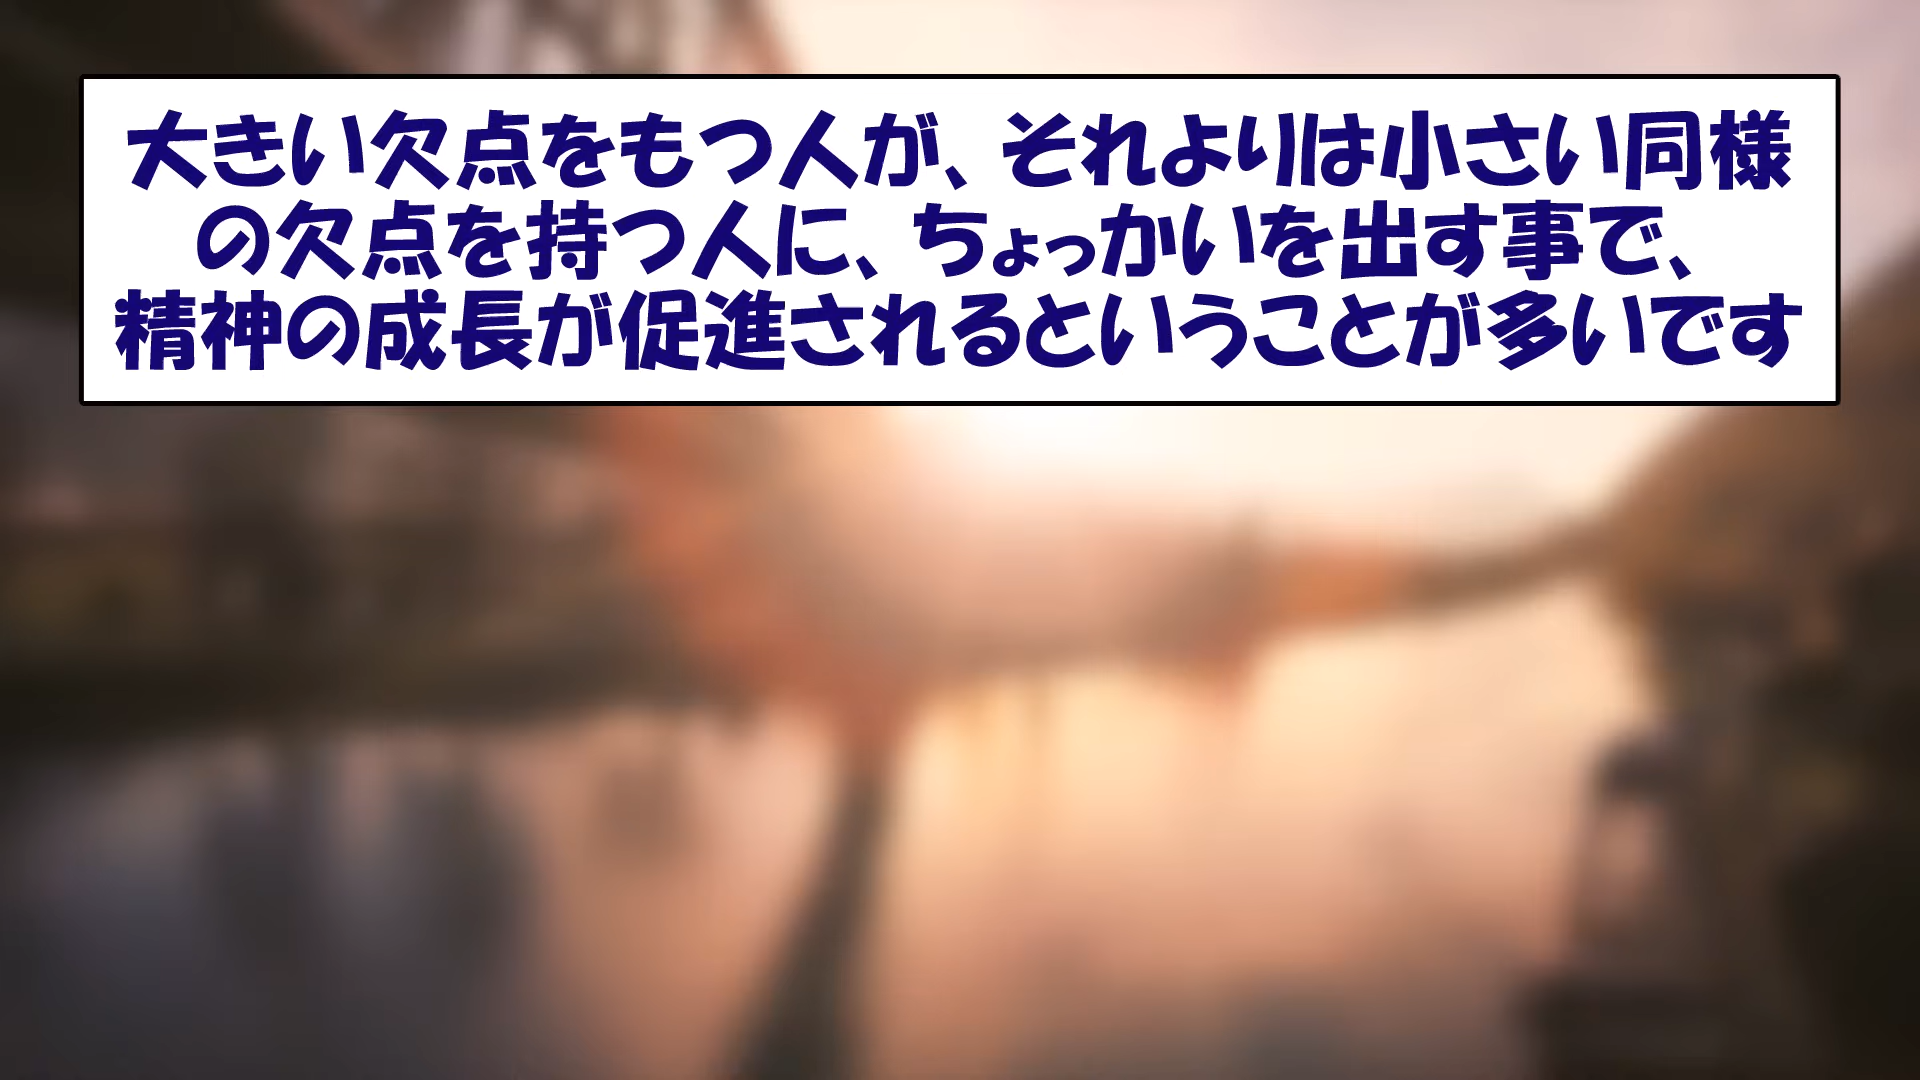 大きい欠点をもつ人が、それよりは小さい同様
の欠点を持つ人に、ちょっかいを出す事で、
精神の成長が促進されるということが多いです